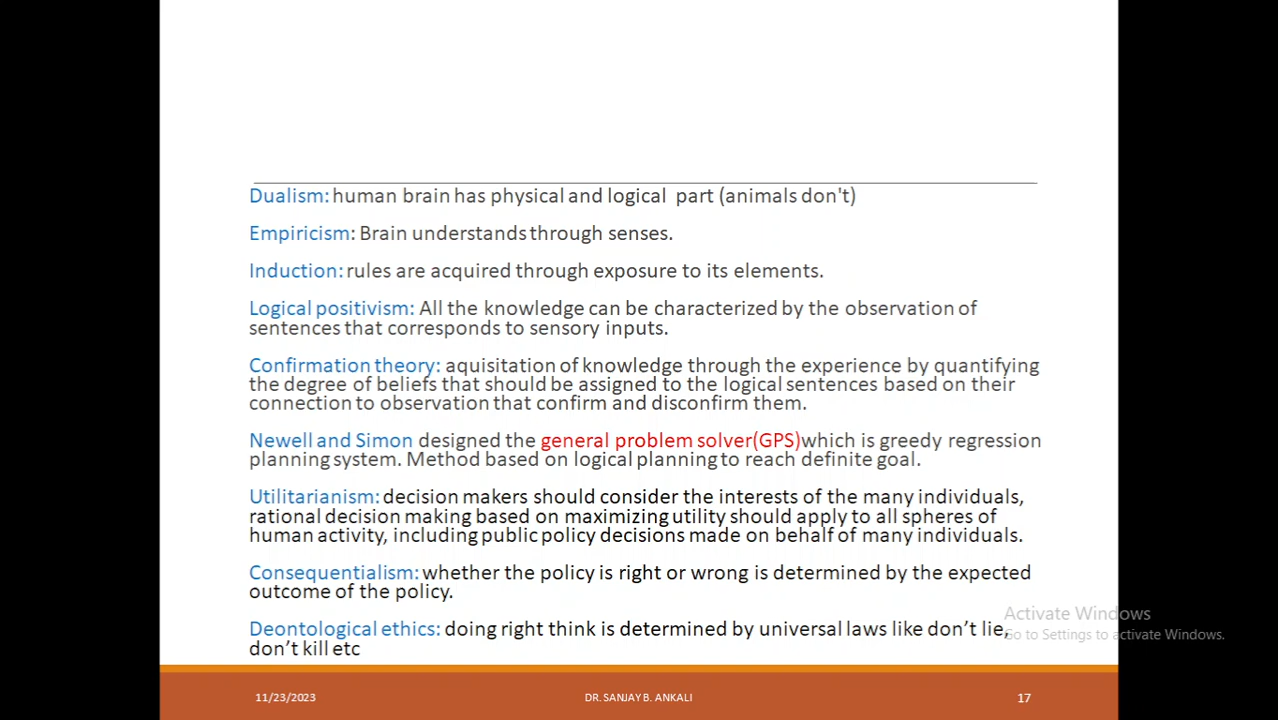 Dualism: human brain has physical and logical part (animals don't)
Empiricism: Brain understands through senses.
Induction: rules are acquired through exposure to its elements.
Logical positivism: All the knowledge can be characterized by the observation of
sentences that corresponds to sensory inputs.
Confirmation theory: aquisitation of knowledge through the experience by quantifying
the degree of beliefs that should be assigned to the logical sentences based on their
connection to observation that confirm and disconfirm them.
Newell and Simon designed the general problem solver(GPS)which is greedy regression
planning system. Method based on logical planning to reach definite goal.
Utilitarianism: decision makers should consider the interests of the many individuals,
rational decision making based on maximizing utility should apply to all spheres of
human activity, including public policy decisions made on behalf of many individuals.
Consequentialism: whether the policy is right or wrong is determined by the expected
outcome of the policy.
Deontological ethics: doing right think is determined by universal laws like don’t lie,
don’t kill etc
Activate Windows
Go to Settings to activate Windows.
11/23/2023
DR. SANJAY B. ANKALI
17